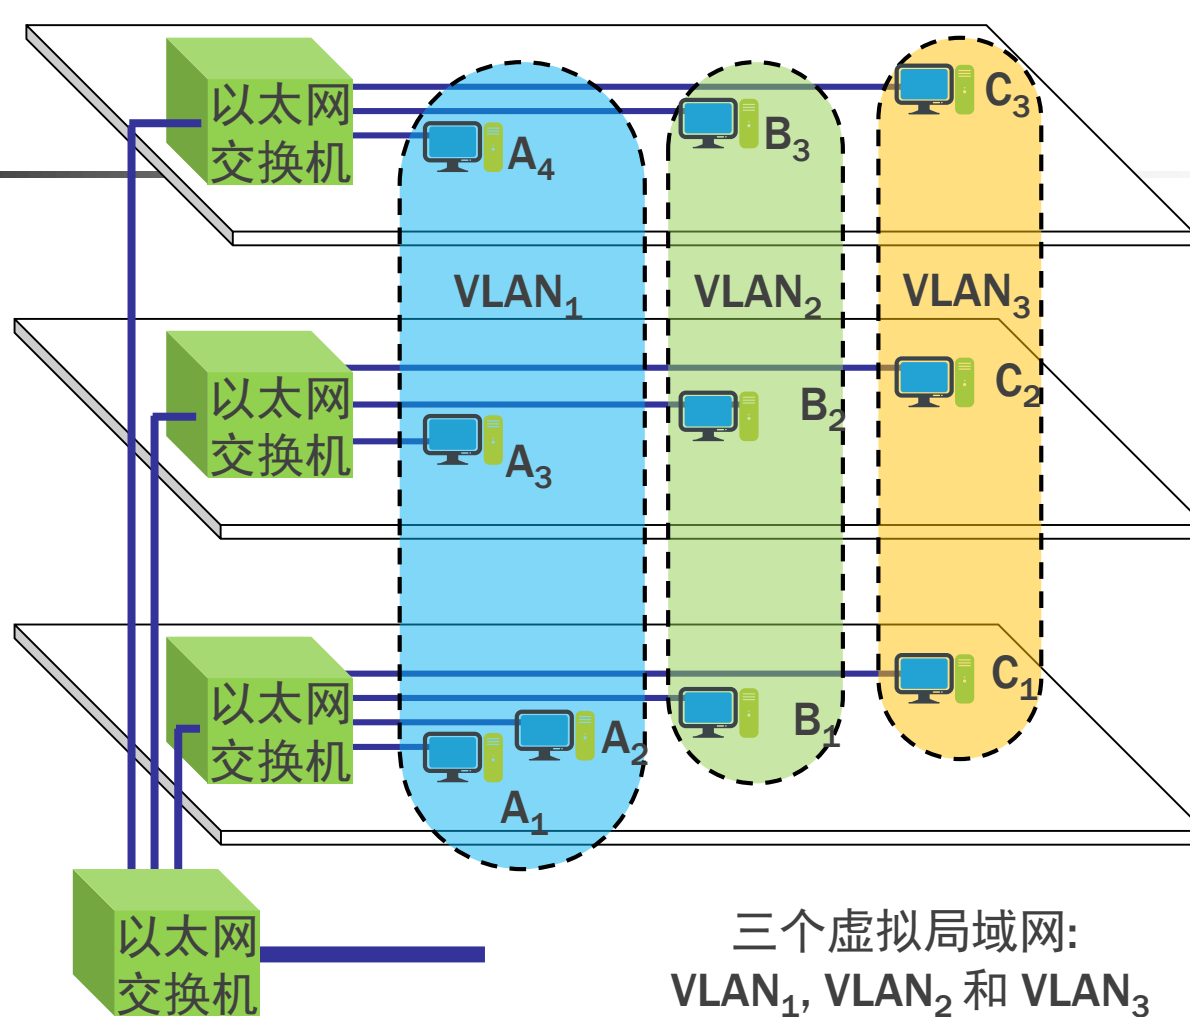 以太网
交换机
A4
B3
C3
VLAN1
VLAN2
VLAN3
以太网
交换机
A3
B2
C2
以太网
交换机
A2
A1
B1
C1
以太网
交换机
三个虚拟局域网:
VLAN1, VLAN2 和 VLAN3